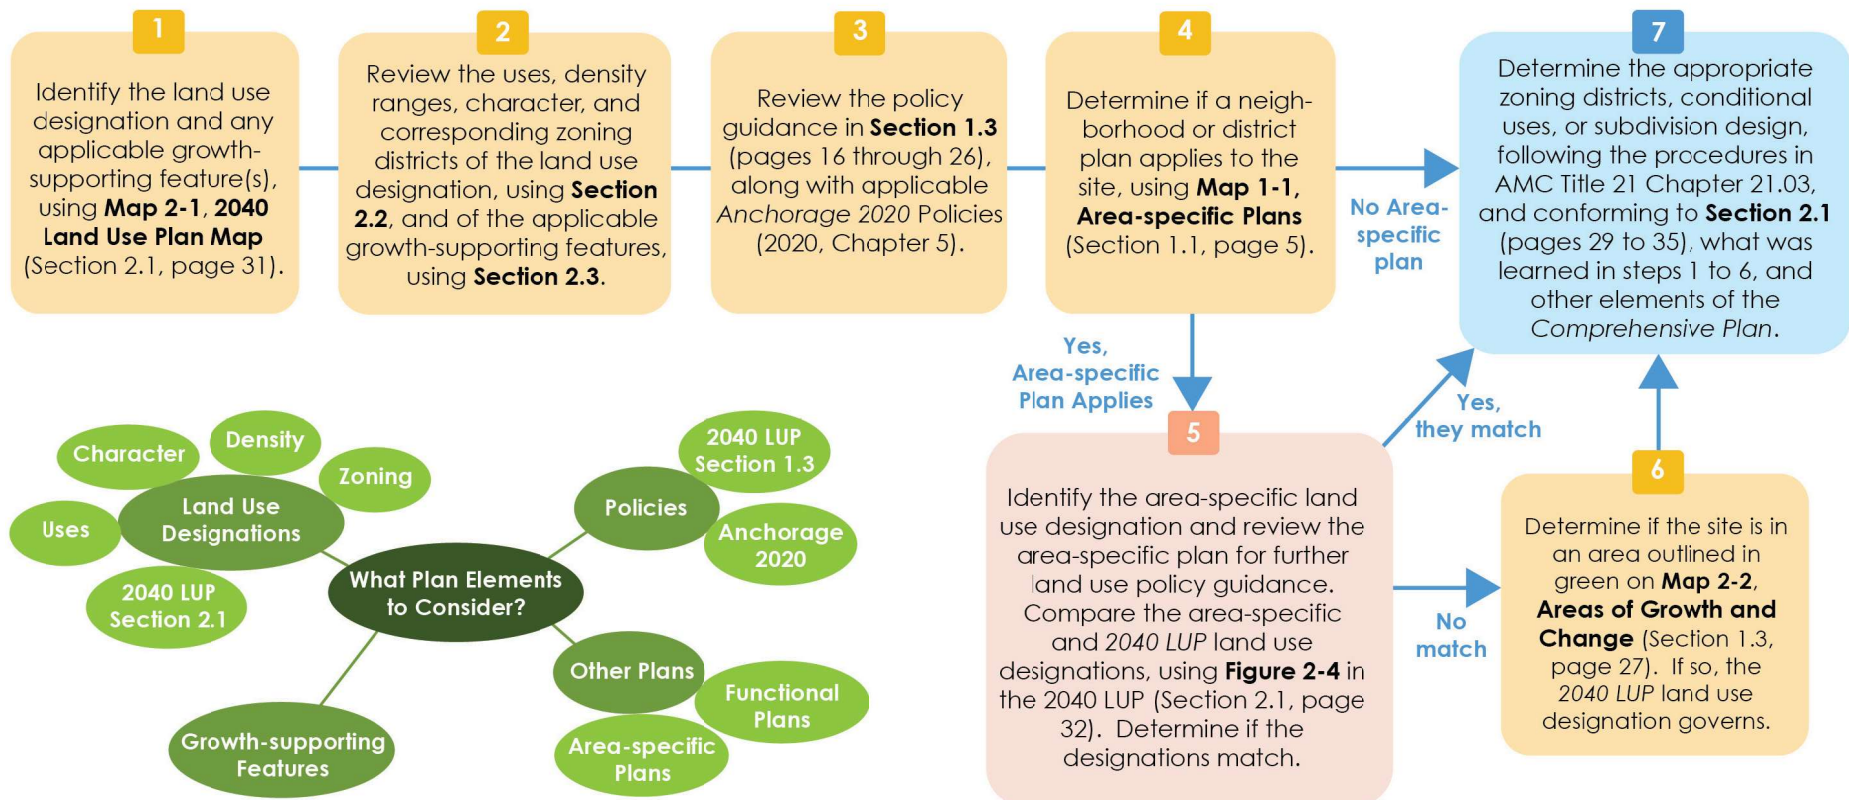 1
Identify the land use
designation and any
applicable growth-
supporting feature(s),
using Map 2-1, 2040
Land Use Plan Map
(Section 2.1, page 31).
2
Review the uses, density
ranges, character, and
corresponding zoning
districts of the land use
designation, using Section
2.2, and of the applicable
growth-supporting features,
using Section 2.3.
3
Review the policy
guidance in Section 1.3
(pages 16 through 26),
along with applicable
Anchorage 2020 Policies
(2020, Chapter 5).
4
Determine if a neigh-
borhood or district
plan applies to the
site, using Map 1-1,
Area-specific Plans
(Section 1.1, page 5).
No Area-
specific
plan
7
Determine the appropriate
zoning districts, conditional
uses, or subdivision design,
following the procedures in
AMC Title 21 Chapter 21.03,
and conforming to Section 2.1
(pages 29 to 35), what was
learned in steps 1 to 6, and
other elements of the
Comprehensive Plan.
Yes,
Area-specific
Plan Applies
5
Identify the area-specific land
use designation and review the
area-specific plan for further
land use policy guidance.
Compare the area-specific
and 2040 LUP land use
designations, using Figure 2-4 in
the 2040 LUP (Section 2.1, page
32). Determine if the
designations match.
Yes,
they match
No
match
6
Determine if the site is in
an area outlined in
green on Map 2-2,
Areas of Growth and
Change (Section 1.3,
page 27). If so, the
2040 LUP land use
designation governs.
What Plan Elements
to Consider?
Land Use
Designations
Uses
Character
Density
Zoning
2040 LUP
Section 2.1
Policies
2040 LUP
Section 1.3
Anchorage
2020
Other Plans
Functional
Plans
Area-specific
Plans
Growth-supporting
Features